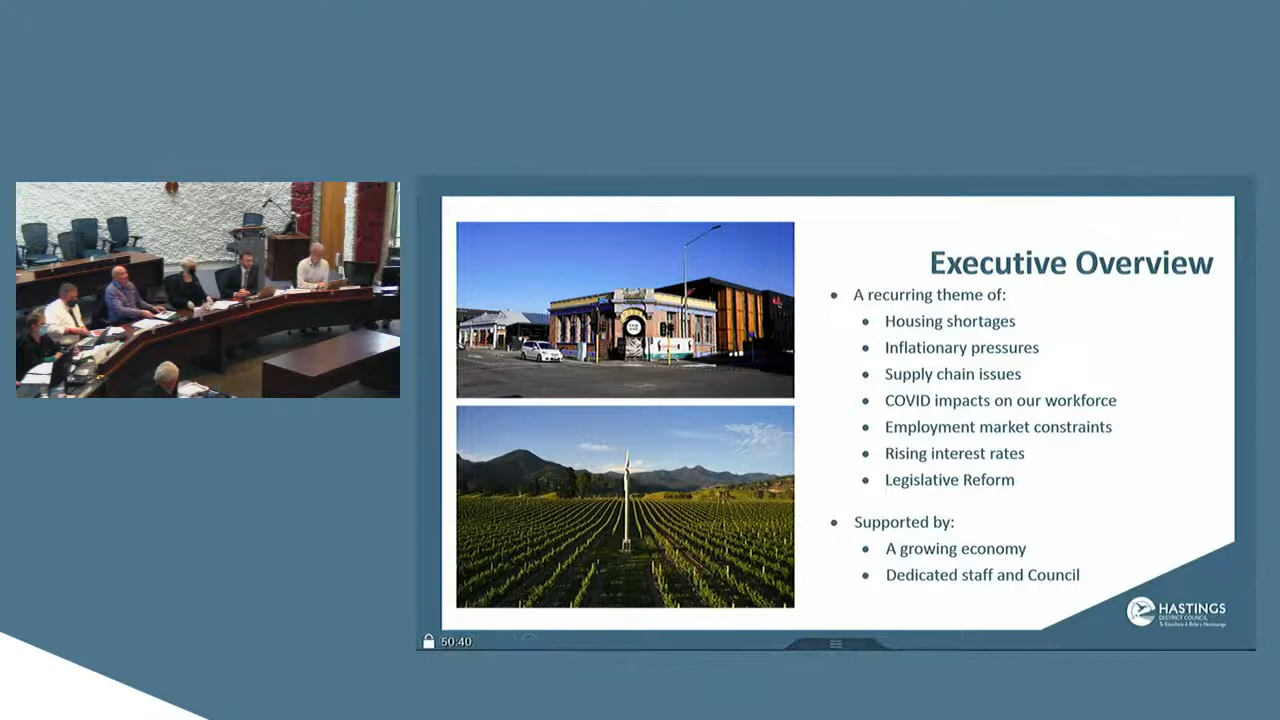 Executive Overview
A recurring theme of:
Housing shortages
Inflationary pressures
Supply chain issues
COVID impacts on our workforce
Employment market constraints
Rising interest rates
Legislative Reform
Supported by:
A growing economy
Dedicated staff and Council
HASTINGS
DISTRICT COUNCIL
50:40